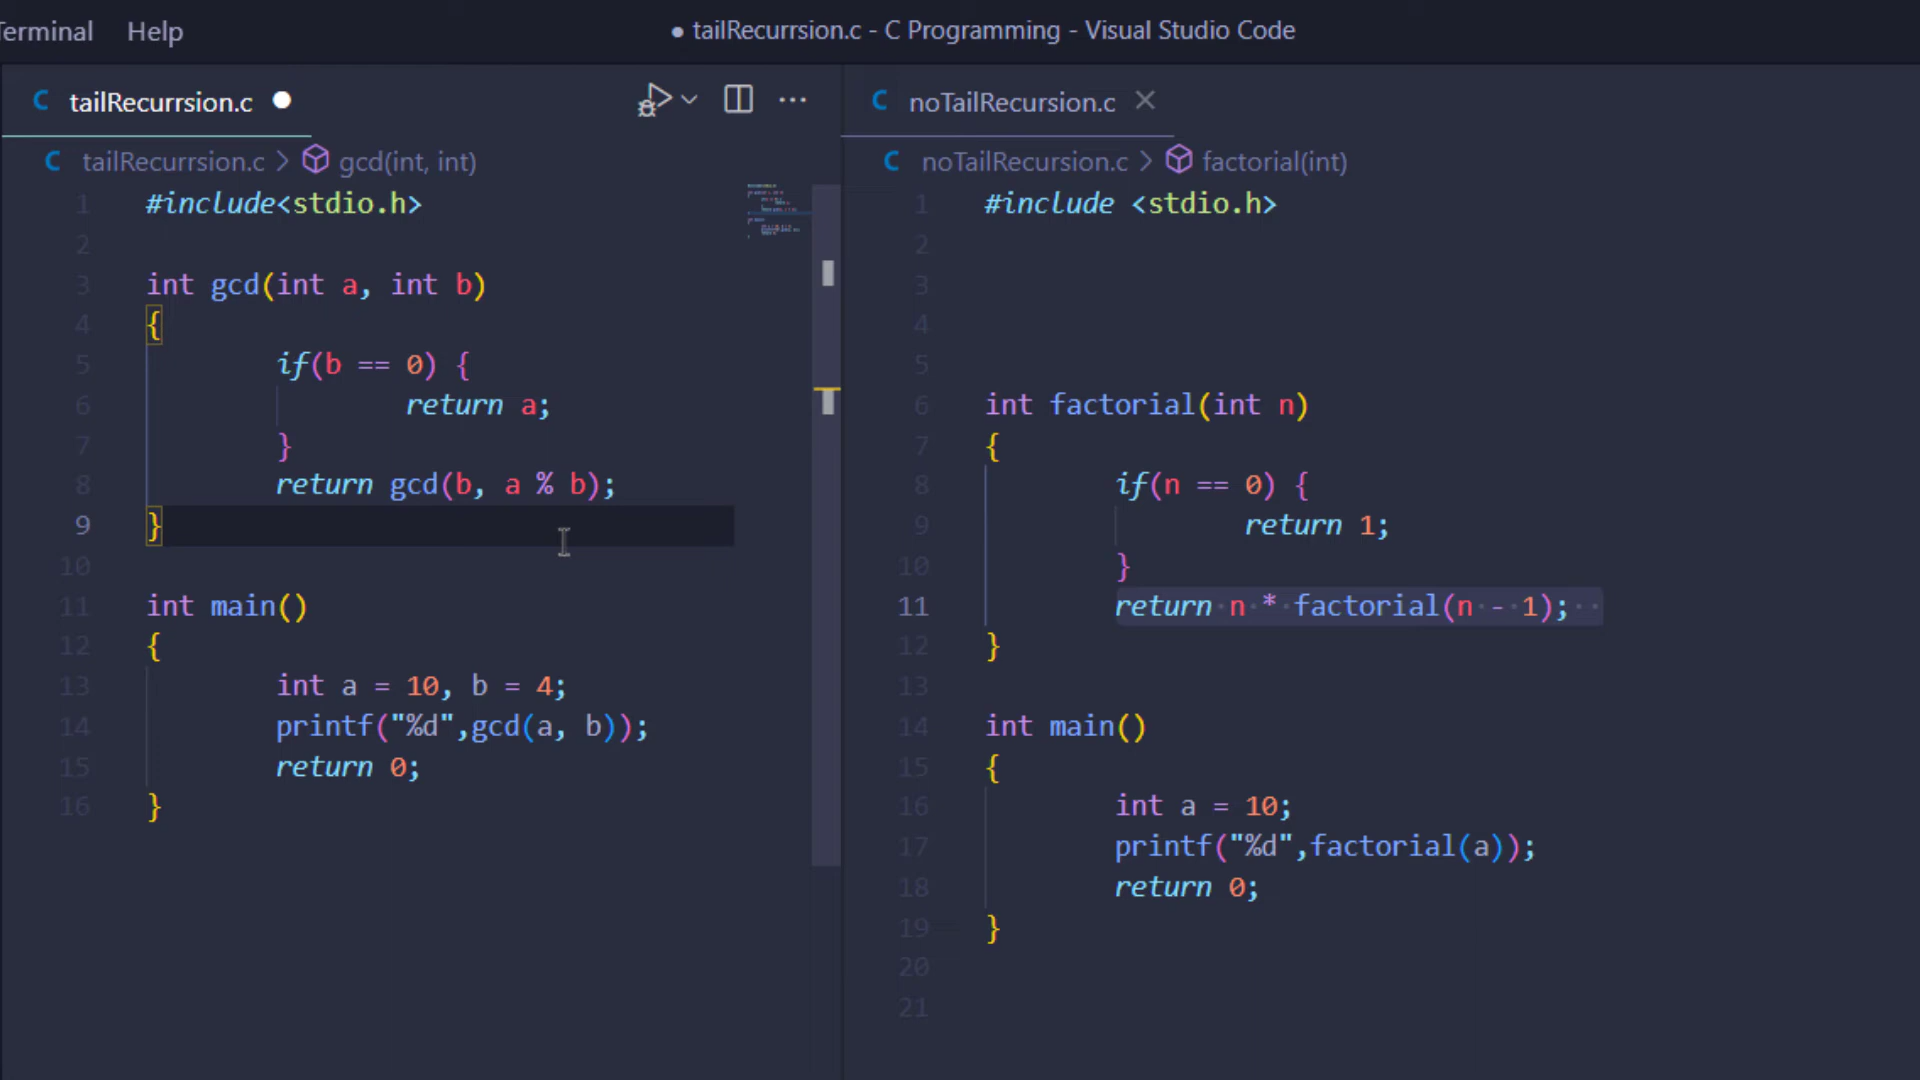 Terminal Help
● tailRecurrsion.c - C Programming - Visual Studio Code
tailRecurrsion.c
tailRecurrsion.c > gcd(int, int)
1 #include<stdio.h>
2
3 int gcd(int a, int b)
4 {
5 if(b == 0) {
6 return a;
7 }
8 return gcd(b, a % b);
9 }
10
11 int main()
12 {
13 int a = 10, b = 4;
14 printf("%d",gcd(a, b));
15 return 0;
16 }
noTailRecursion.c
noTailRecursion.c > factorial(int)
1 #include <stdio.h>
2
3
4
5
6 int factorial(int n)
7 {
8 if(n == 0) {
9 return 1;
10 }
11 return n * factorial(n - 1);
12 }
13
14 int main()
15 {
16 int a = 10;
17 printf("%d",factorial(a));
18 return 0;
19 }
20
21